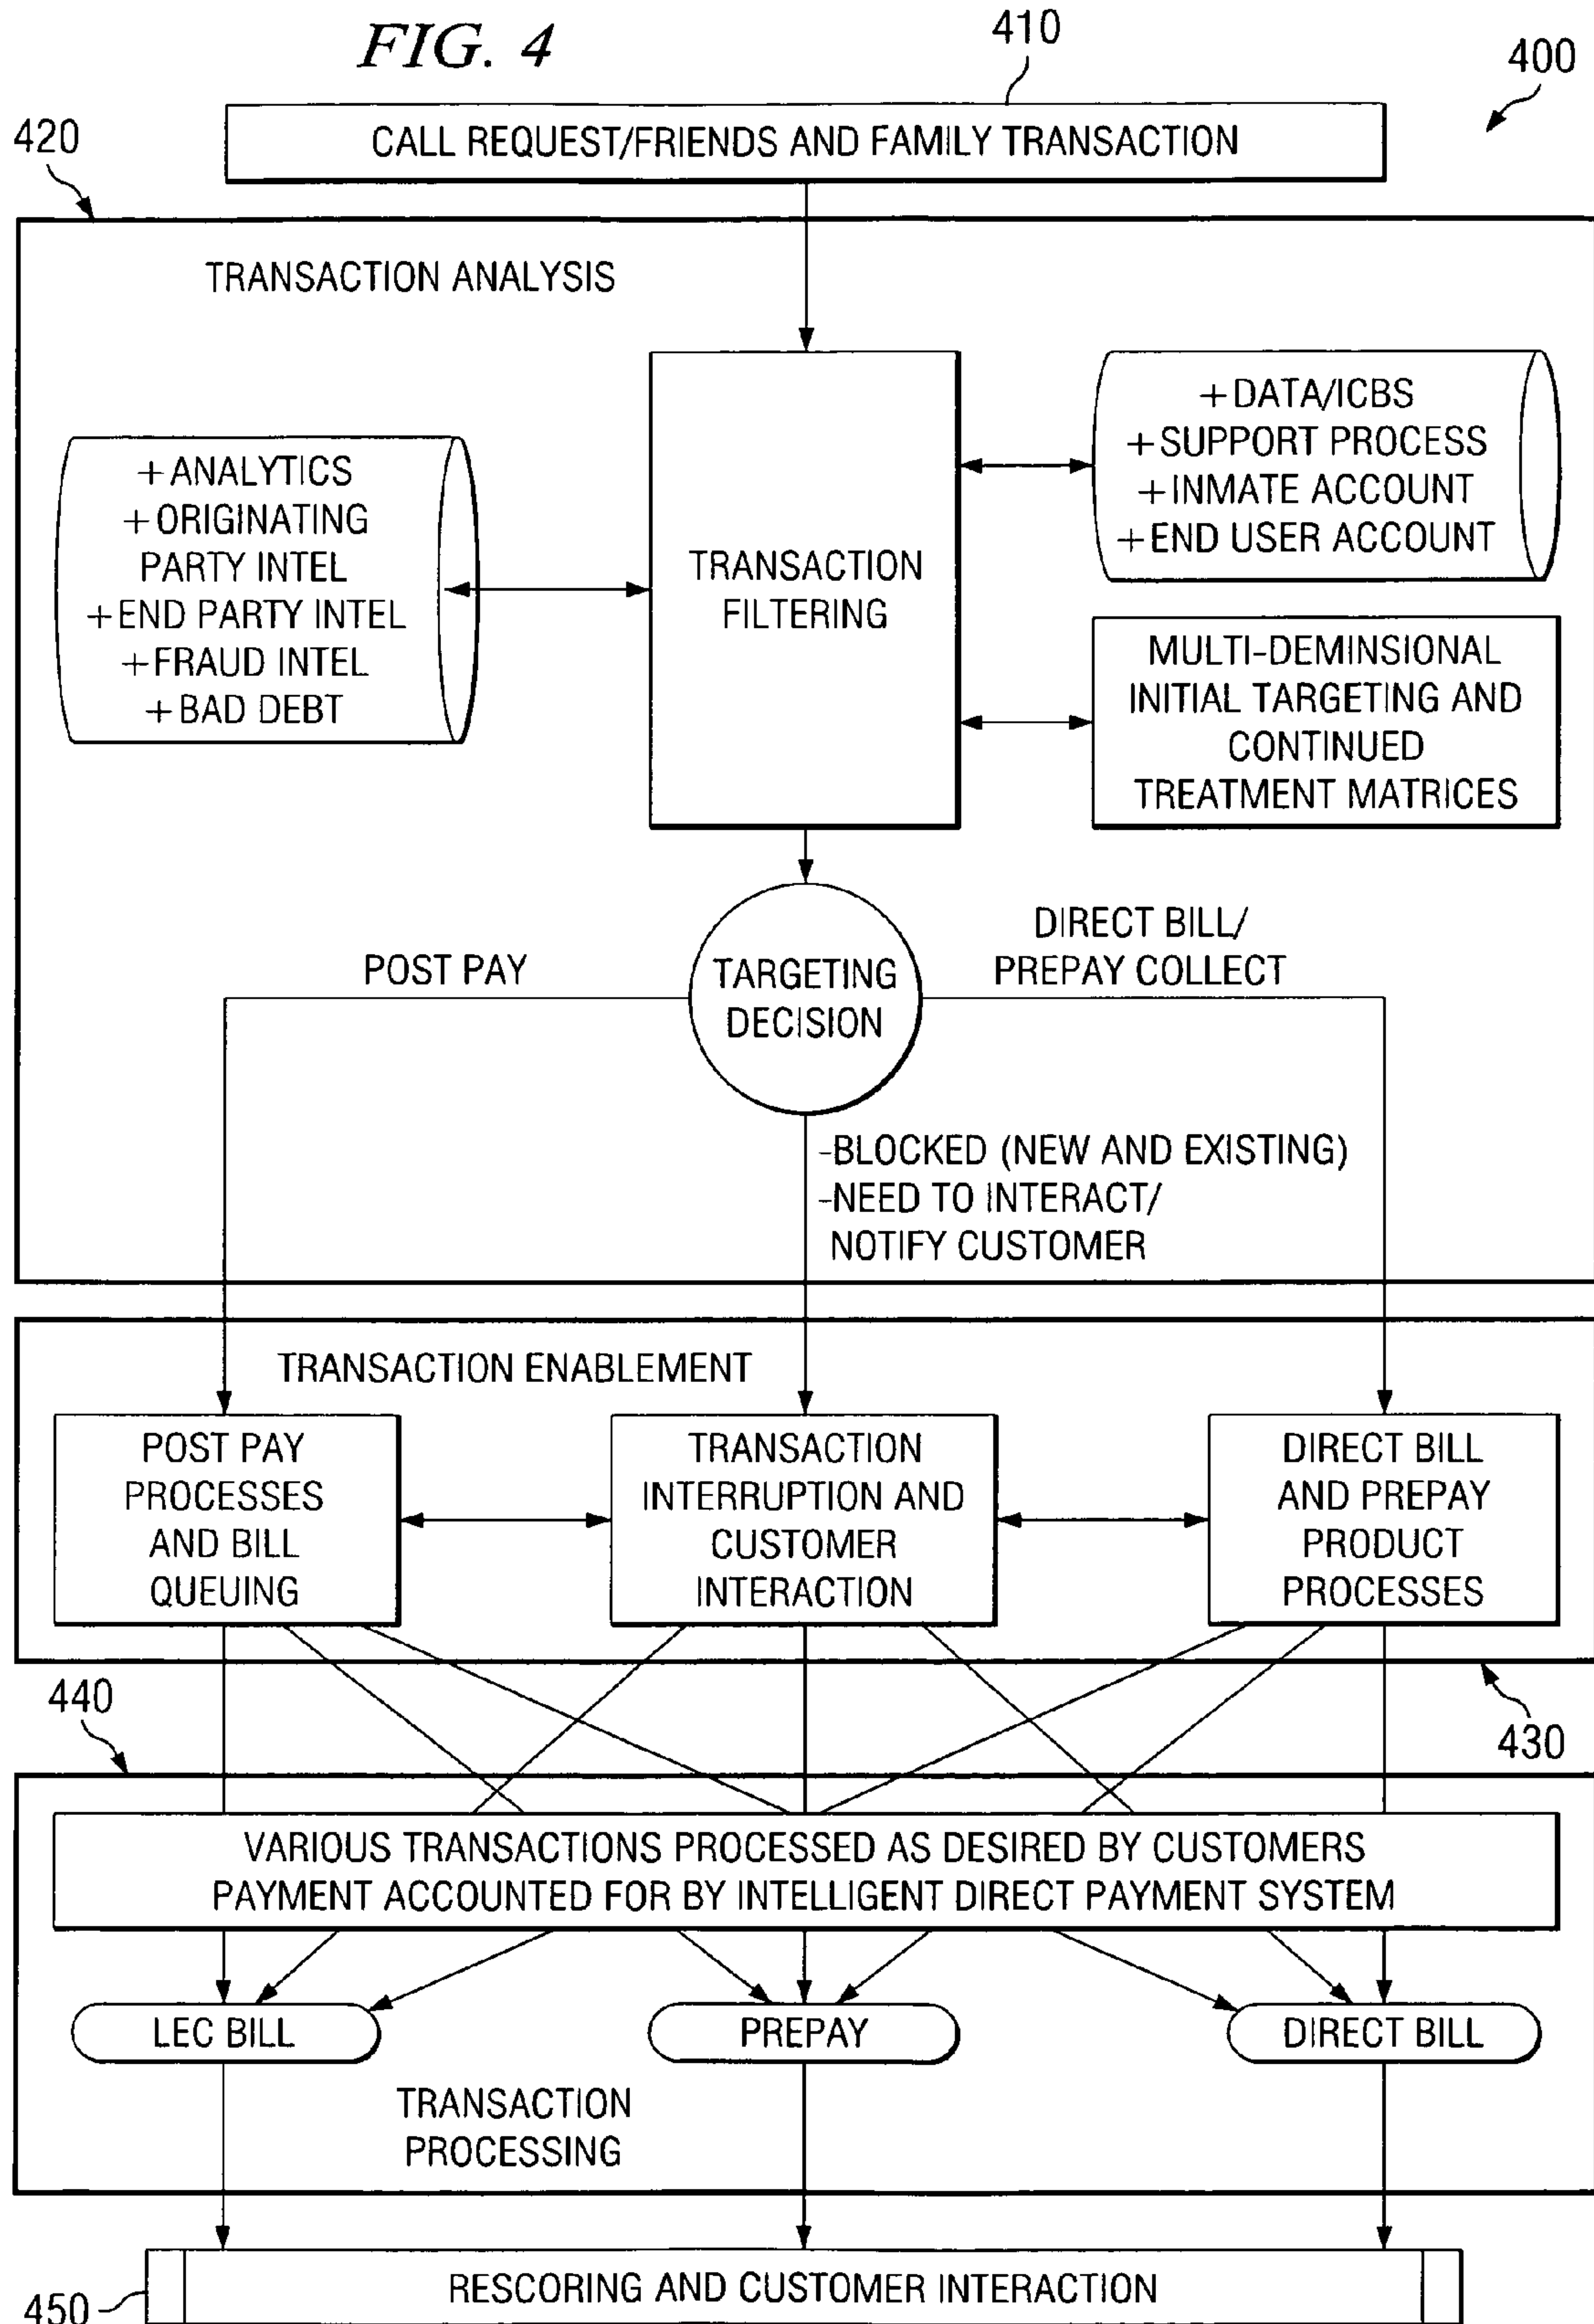 FIG. 4
410
400
CALL REQUEST/FRIENDS AND FAMILY TRANSACTION
420
TRANSACTION ANALYSIS
+DATA/ICBS
+SUPPORT PROCESS
+INMATE ACCOUNT
+END USER ACCOUNT
+ANALYTICS
+ORIGINATING
PARTY INTEL
+END PARTY INTEL
+FRAUD INTEL
+BAD DEBT
TRANSACTION
FILTERING
MULTI-DEMINSIONAL
INITIAL TARGETING AND
CONTINUED
TREATMENT MATRICES
POST PAY
TARGETING
DECISION
DIRECT BILL/
PREPAY COLLECT
-BLOCKED (NEW AND EXISTING)
-NEED TO INTERACT/
NOTIFY CUSTOMER
TRANSACTION ENABLEMENT
POST PAY
PROCESSES
AND BILL
QUEUING
TRANSACTION
INTERRUPTION AND
CUSTOMER
INTERACTION
DIRECT BILL
AND PREPAY
PRODUCT
PROCESSES
440
430
VARIOUS TRANSACTIONS PROCESSED AS DESIRED BY CUSTOMERS
PAYMENT ACCOUNTED FOR BY INTELLIGENT DIRECT PAYMENT SYSTEM
LEC BILL
PREPAY
DIRECT BILL
TRANSACTION
PROCESSING
450
RESCORING AND CUSTOMER INTERACTION